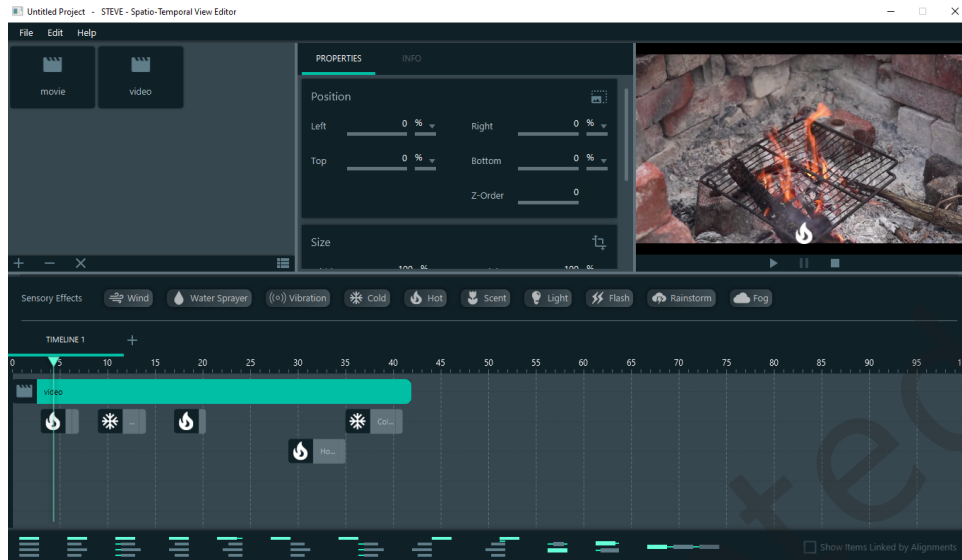 Untitled Project - STEVE - Spatio-Temporal View Editor
File Edit Help
movie video
PROPERTIES INFO
Position
Left 0 % Right 0 %
Top 0 % Bottom 0 %
Z-Order 0
Size
100 % 100 %
Sensory Effects Wind Water Sprayer Vibration Cold Hot Scent Light Flash Rainstorm Fog
TIMELINE 1
0 5 10 15 20 25 30 35 40 45 50 55 60 65 70 75 80 85 90 95 1
video
... Col...
Ho...
Show Items Linked by Alignments